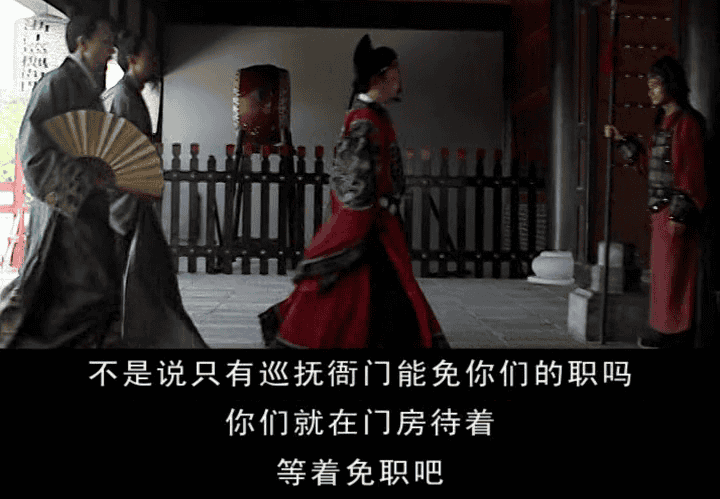 不是说只有巡抚衙门能免你们的职吗
你们就在门房待着
等着免职吧